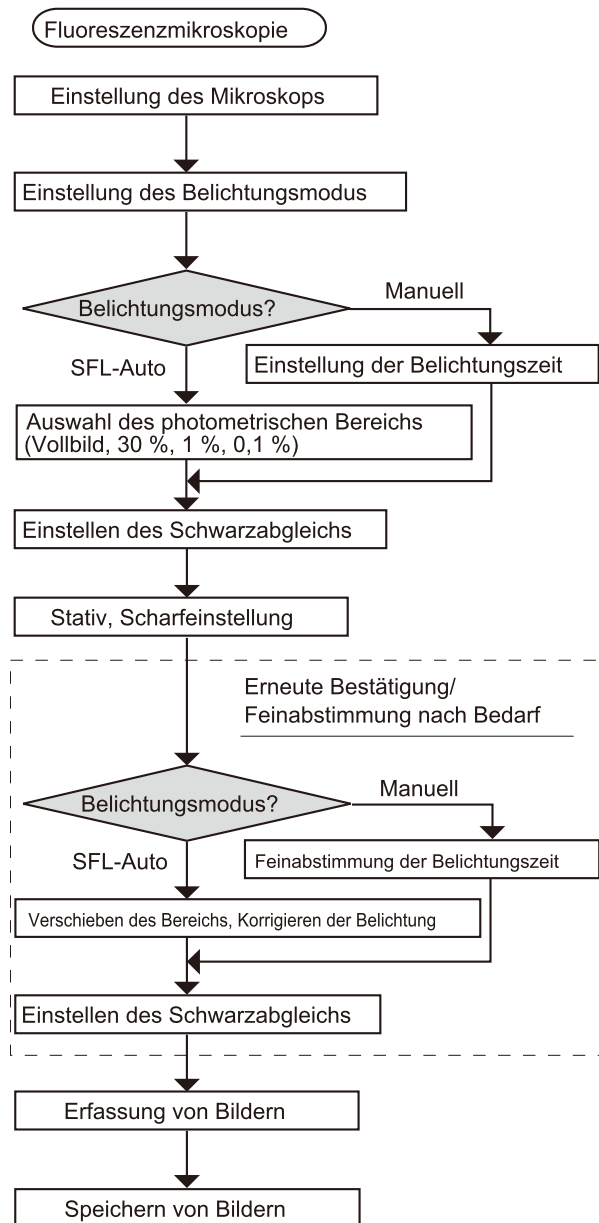 Fluoreszenzmikroskopie
Einstellung des Mikroskops
Einstellung des Belichtungsmodus
Belichtungsmodus?
Manuell
SFL-Auto
Einstellung der Belichtungszeit
Auswahl des photometrischen Bereichs
(Vollbild, 30 %, 1 %, 0,1 %)
Einstellen des Schwarzabgleichs
Stativ, Scharfeinstellung
Erneute Bestätigung/
Feinabstimmung nach Bedarf
Belichtungsmodus?
Manuell
SFL-Auto
Feinabstimmung der Belichtungszeit
Verschieben des Bereichs, Korrigieren der Belichtung
Einstellen des Schwarzabgleichs
Erfassung von Bildern
Speichern von Bildern